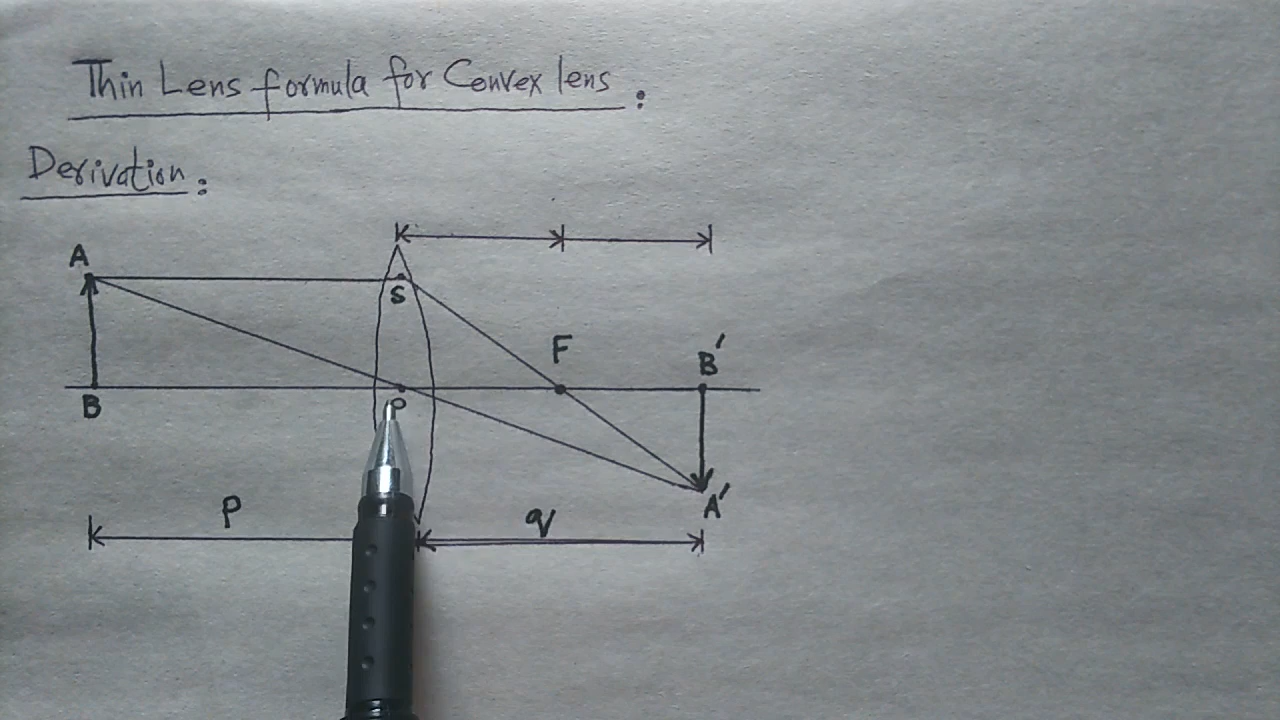 Thin Lens formula for Convex lens :
Derivation :
A
S
F
B'
B
P
A'
P
q